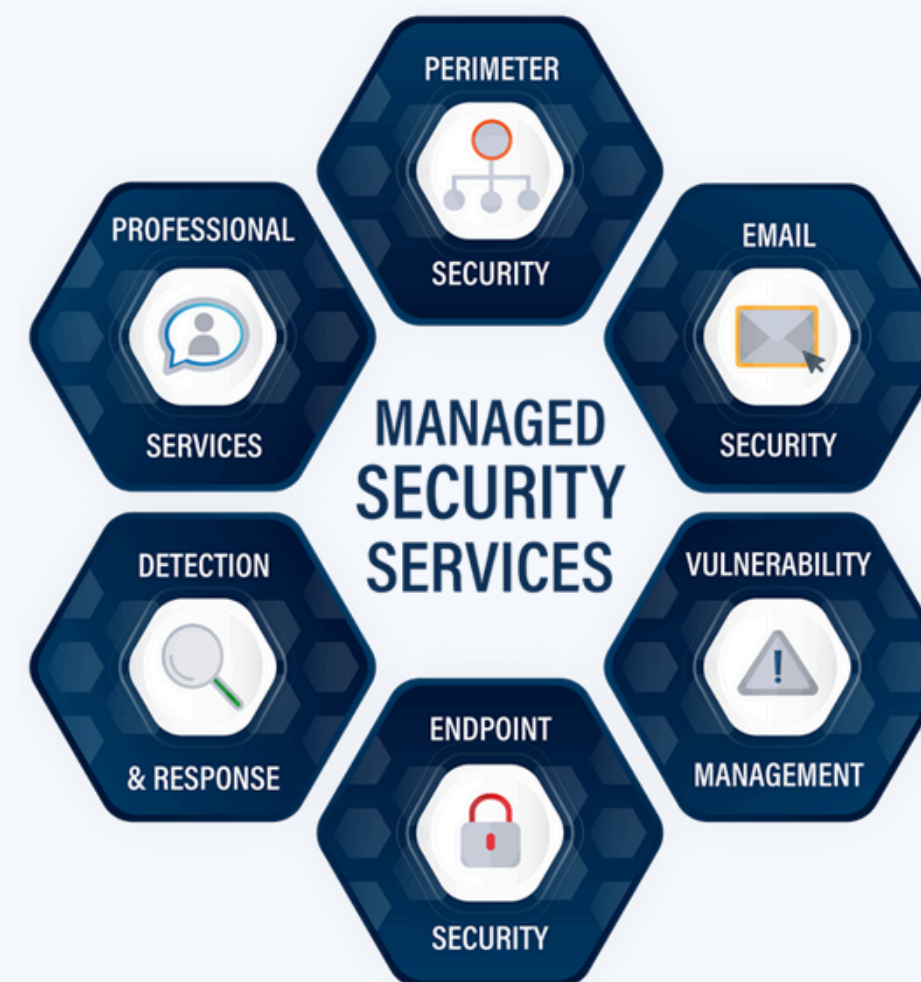 PERIMETER
SECURITY
EMAIL
SECURITY
VULNERABILITY
MANAGEMENT
ENDPOINT
SECURITY
DETECTION
& RESPONSE
PROFESSIONAL
SERVICES
MANAGED
SECURITY
SERVICES